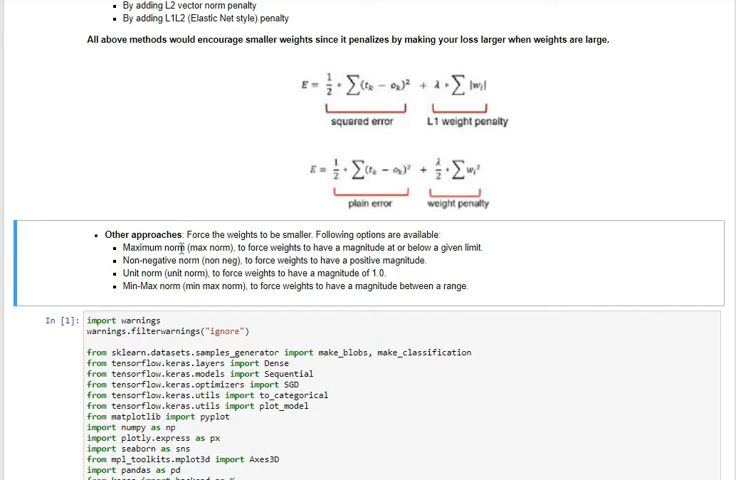 By adding L2 vector norm penalty
By adding L1L2 (Elastic Net style) penalty
All above methods would encourage smaller weights since it penalizes by making your loss larger when weights are large.
E = 1/2 * ∑(tₖ − oₖ)² + λ * ∑ |wᵢ|
squared error L1 weight penalty
E = 1/2 * ∑(tₖ − oₖ)² + λ/2 * ∑ wᵢ²
plain error weight penalty
Other approaches: Force the weights to be smaller. Following options are available:
Maximum norm (max norm), to force weights to have a magnitude at or below a given limit.
Non-negative norm (non neg), to force weights to have a positive magnitude.
Unit norm (unit norm), to force weights to have a magnitude of 1.0.
Min-Max norm (min max norm), to force weights to have a magnitude between a range.
In [1]: import warnings
warnings.filterwarnings("ignore")
from sklearn.datasets.samples_generator import make_blobs, make_classification
from tensorflow.keras.layers import Dense
from tensorflow.keras.models import Sequential
from tensorflow.keras.optimizers import SGD
from tensorflow.keras.utils import to_categorical
from tensorflow.keras.utils import plot_model
from matplotlib import pyplot
import numpy as np
import plotly.express as px
import seaborn as sns
from mpl_toolkits.mplot3d import Axes3D
import pandas as pd